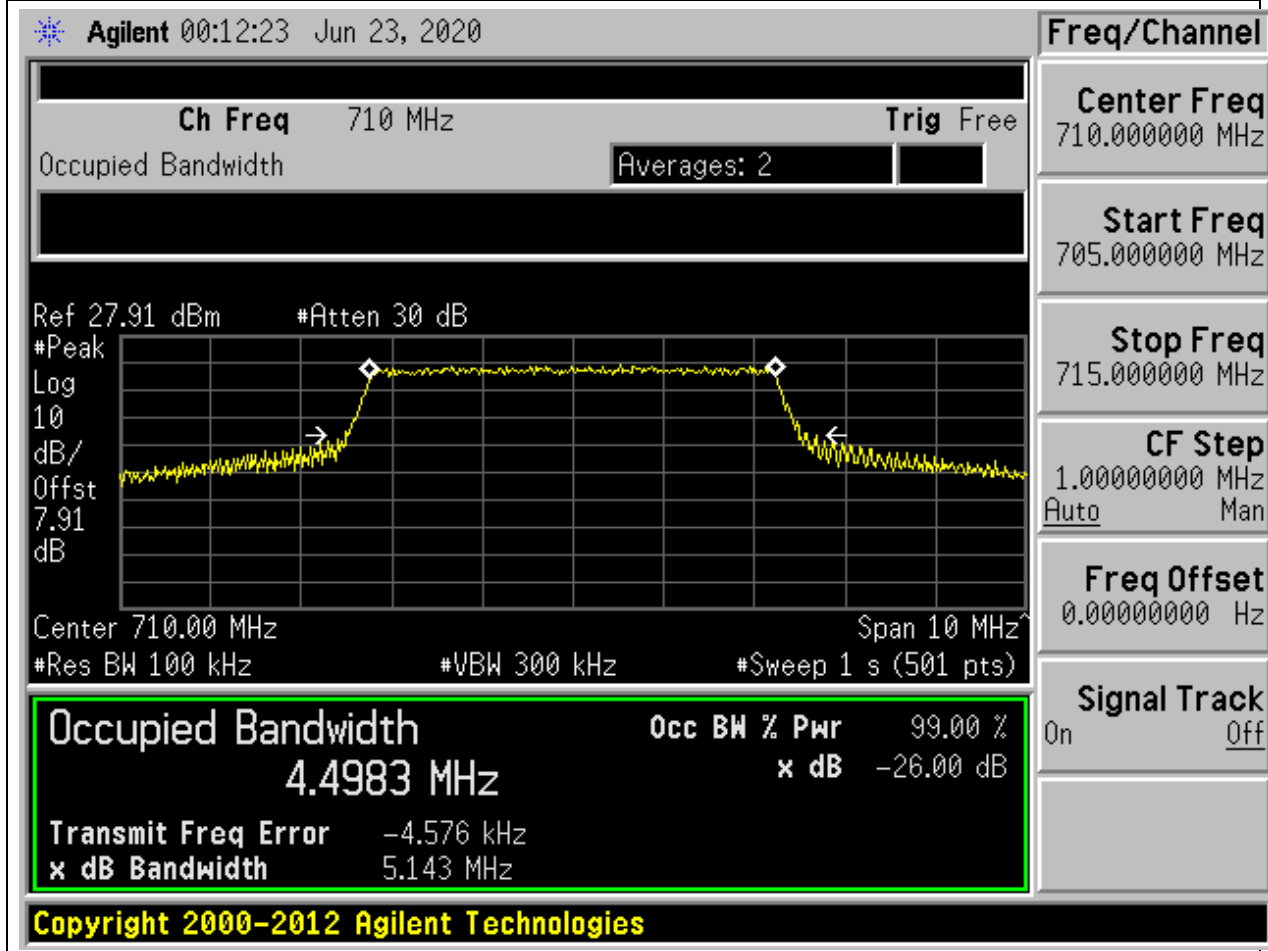 Agilent 00:12:23 Jun 23, 2020
Ch Freq 710 MHz Trig Free
Occupied Bandwidth Averages: 2
Ref 27.91 dBm #Atten 30 dB
#Peak
Log
10
dB/
Offst
7.91
dB
Center 710.00 MHz Span 10 MHz^
#Res BW 100 kHz #VBW 300 kHz #Sweep 1 s (501 pts)
Occupied Bandwidth Occ BW % Pwr 99.00 %
4.4983 MHz x dB -26.00 dB
Transmit Freq Error -4.576 kHz
x dB Bandwidth 5.143 MHz
Copyright 2000-2012 Agilent Technologies
Freq/Channel
Center Freq
710.000000 MHz
Start Freq
705.000000 MHz
Stop Freq
715.000000 MHz
CF Step
1.00000000 MHz
Auto Man
Freq Offset
0.00000000 Hz
Signal Track
On Off